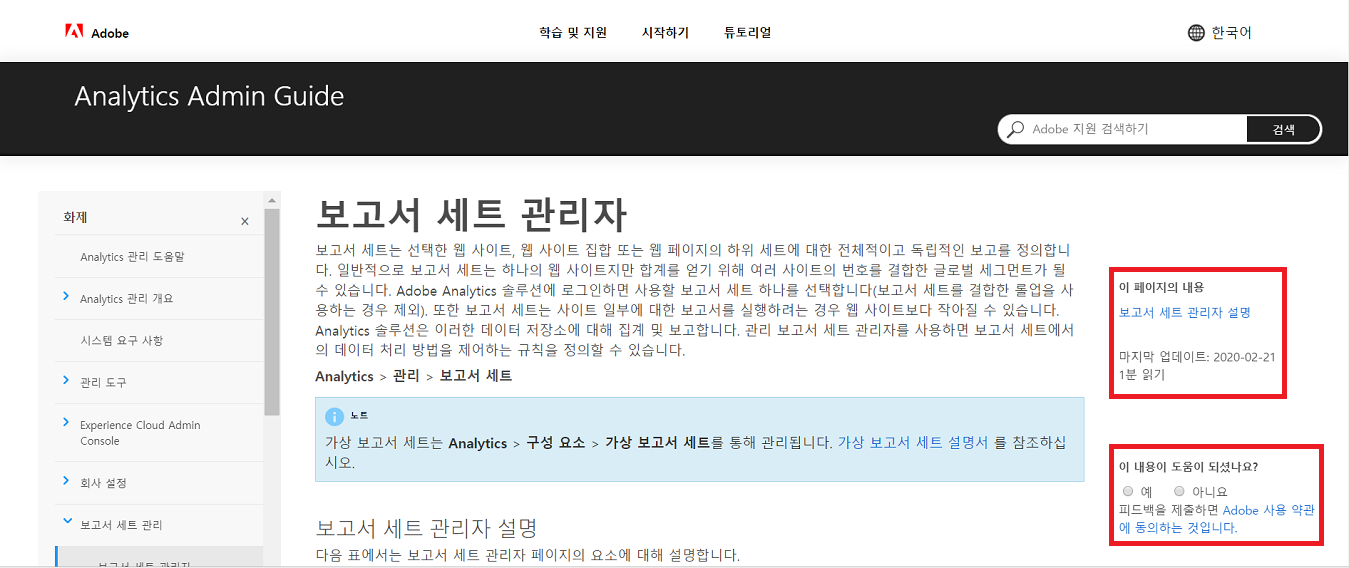 Adobe
학습 및 지원 시작하기 튜토리얼
한국어
Analytics Admin Guide
Adobe 지원 검색하기
검색
화제
×
Analytics 관리 도움말
Analytics 관리 개요
시스템 요구 사항
관리 도구
Experience Cloud Admin
Console
회사 설정
보고서 세트 관리
보고서 세트 관리자
보고서 세트 관리자
보고서 세트는 선택한 웹 사이트, 웹 사이트 집합 또는 웹 페이지의 하위 세트에 대한 전체적이고 독립적인 보고를 정의합니
다. 일반적으로 보고서 세트는 하나의 웹 사이트지만 합계를 얻기 위해 여러 사이트의 번호를 결합한 글로벌 세그먼트가 될
수 있습니다. Adobe Analytics 솔루션에 로그인하면 사용할 보고서 세트 하나를 선택합니다(보고서 세트를 결합한 롤업을 사
용하는 경우 제외). 또한 보고서 세트는 사이트 일부에 대한 보고서를 실행하려는 경우 웹 사이트보다 작아질 수 있습니다.
Analytics 솔루션은 이러한 데이터 저장소에 대해 집계 및 보고합니다. 관리 보고서 세트 관리자를 사용하면 보고서 세트에서
의 데이터 처리 방법을 제어하는 규칙을 정의할 수 있습니다.
Analytics > 관리 > 보고서 세트
노트
가상 보고서 세트는 Analytics > 구성 요소 > 가상 보고서 세트를 통해 관리됩니다. 가상 보고서 세트 설명서 를 참조하십
시오.
보고서 세트 관리자 설명
다음 표에서는 보고서 세트 관리자 페이지의 요소에 대해 설명합니다.
이 페이지의 내용
보고서 세트 관리자 설명
마지막 업데이트: 2020-02-21
1분 읽기
이 내용이 도움이 되셨나요?
예 아니요
피드백을 제출하면 Adobe 사용 약관
에 동의하는 것입니다.